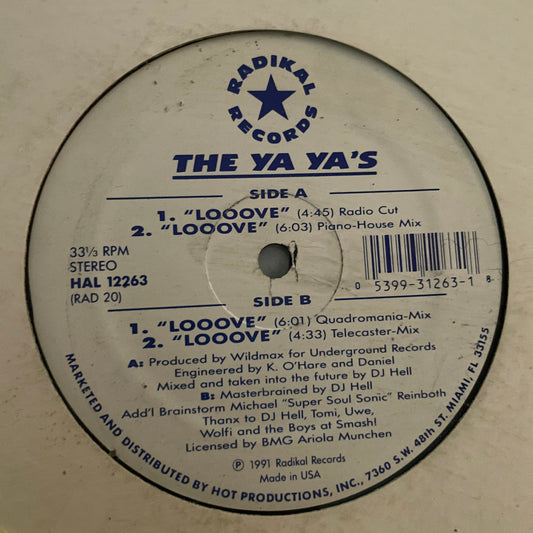 RADIKAL
RECORDS
THE YA YA'S
SIDE A
1. "LOOOVE" (4:45) Radio Cut
2. "LOOOVE" (6:03) Piano-House Mix
33⅓ RPM
STEREO
HAL 12263
(RAD 20)
0 5399-31263-1 8
SIDE B
1. "LOOOVE" (6:01) Quadromania-Mix
2. "LOOOVE" (4:33) Telecaster-Mix
A: Produced by Wildmax for Underground Records
Engineered by K. O'Hare and Daniel
Mixed and taken into the future by DJ Hell
B: Masterbrained by DJ Hell
Add'l Brainstorm Michael "Super Soul Sonic" Reinboth
Thanx to DJ Hell, Tomi, Uwe,
Wolfi and the Boys at Smash!
Licensed by BMG Ariola Munchen
℗ 1991 Radikal Records
Made in USA
MARKETED AND DISTRIBUTED BY HOT PRODUCTIONS, INC., 7360 S.W. 48th ST. MIAMI, FL 33155